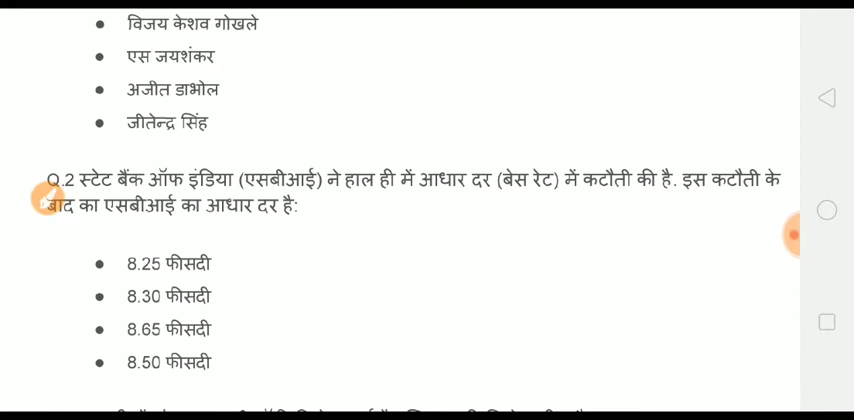 विजय केशव गोखले
एस जयशंकर
अजीत डाभोल
जीतेन्द्र सिंह
Q.2 स्टेट बैंक ऑफ इंडिया (एसबीआई) ने हाल ही में आधार दर (बेस रेट) में कटौती की है. इस कटौती के
बाद का एसबीआई का आधार दर है:
8.25 फीसदी
8.30 फीसदी
8.65 फीसदी
8.50 फीसदी